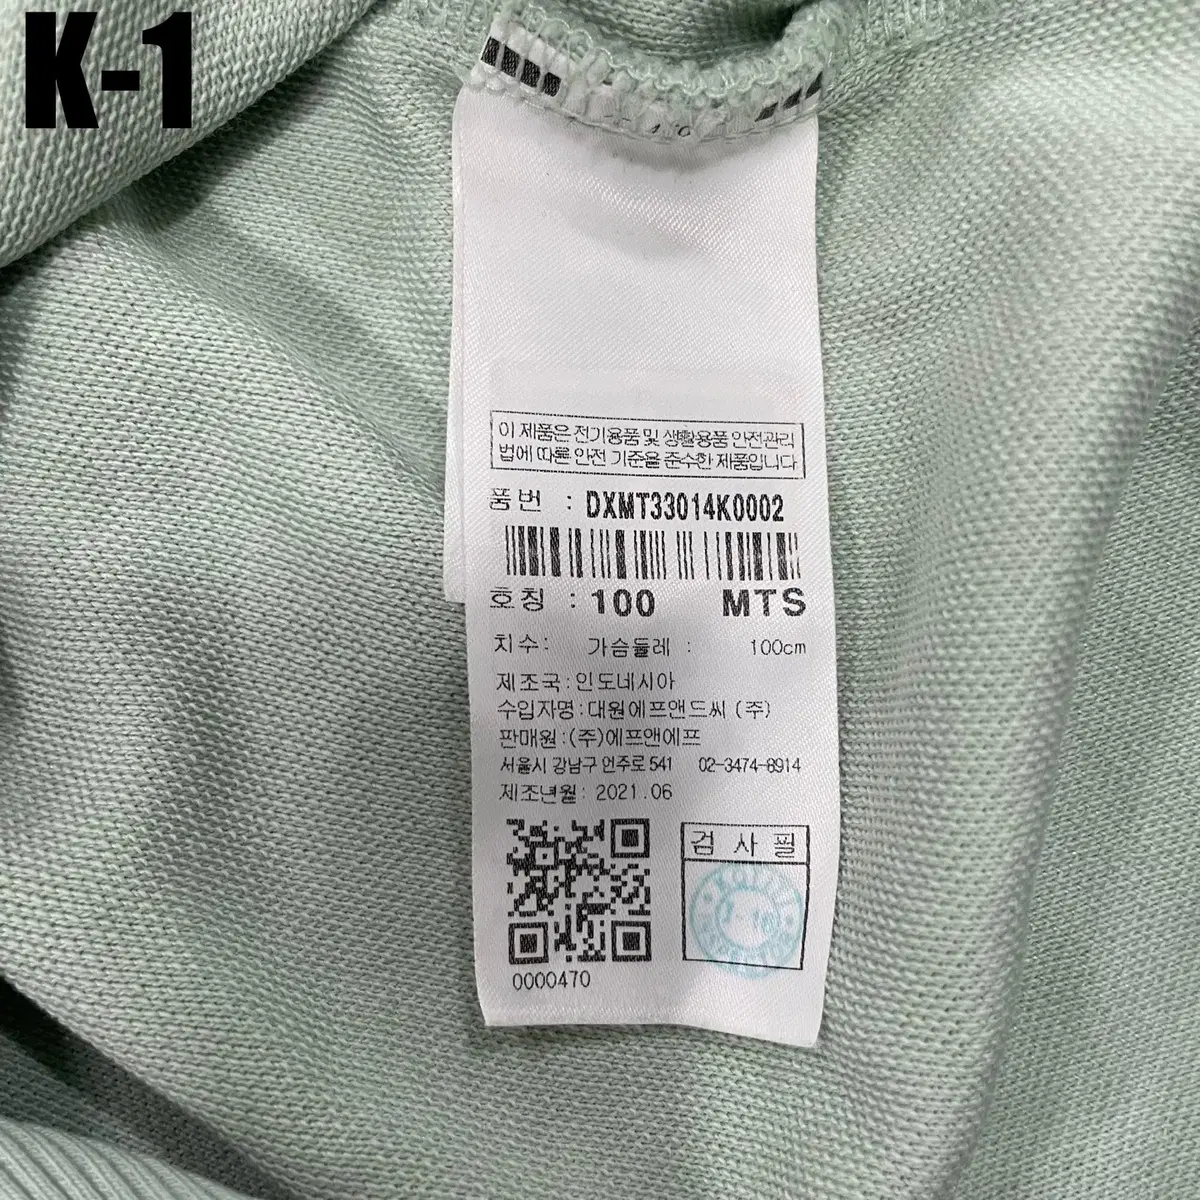 K-1
이 제품은 전기용품 및 생활용품 안전관리
법에 따른 안전 기준을 준수한 제품입니다
품번 : DXMT33014K0002
호칭 : 100 MTS
치수: 가슴둘레 : 100cm
제조국:인도네시아
수입자명:대원에프앤드씨 (주)
판매원:(주)에프앤에프
서울시 강남구 언주로 541 02-3474-8914
제조년월: 2021.06
검 사 필
0000470